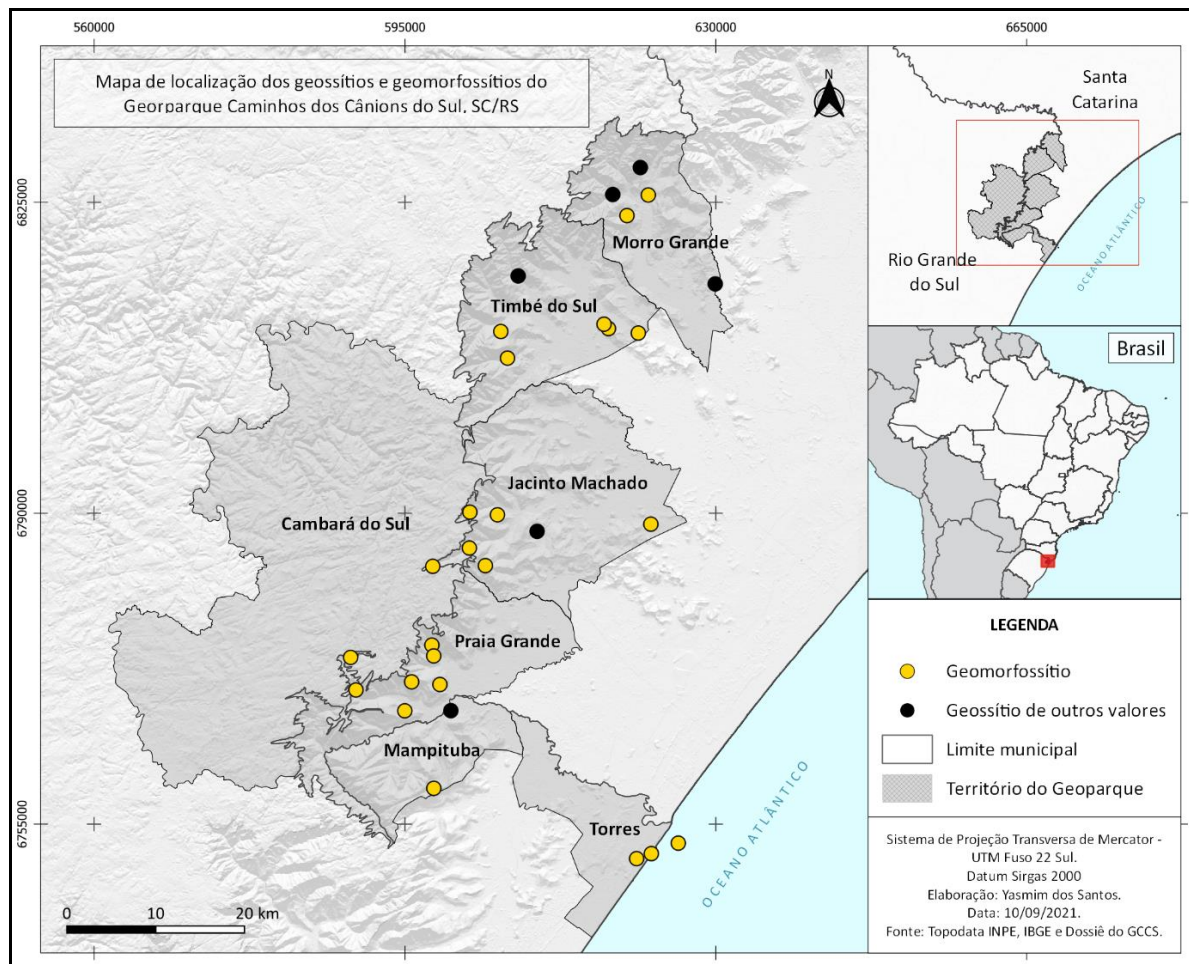 560000
595000
630000
665000
Mapa de localização dos geossítios e geomorfossítios do
Georparque Caminhos dos Cânions do Sul, SC/RS
N
6825000
6790000
6755000
Morro Grande
Timbé do Sul
Jacinto Machado
Cambará do Sul
Praia Grande
Mampituba
Torres
OCEANO ATLÂNTICO
0 10 20 km
Santa
Catarina
Rio Grande
do Sul
OCEANO ATLÂNTICO
Brasil
LEGENDA
Geomorfossítio
Geossítio de outros valores
Limite municipal
Território do Geoparque
Sistema de Projeção Transversa de Mercator -
UTM Fuso 22 Sul.
Datum Sirgas 2000
Elaboração: Yasmim dos Santos.
Data: 10/09/2021.
Fonte: Topodata INPE, IBGE e Dossiê do GCCS.